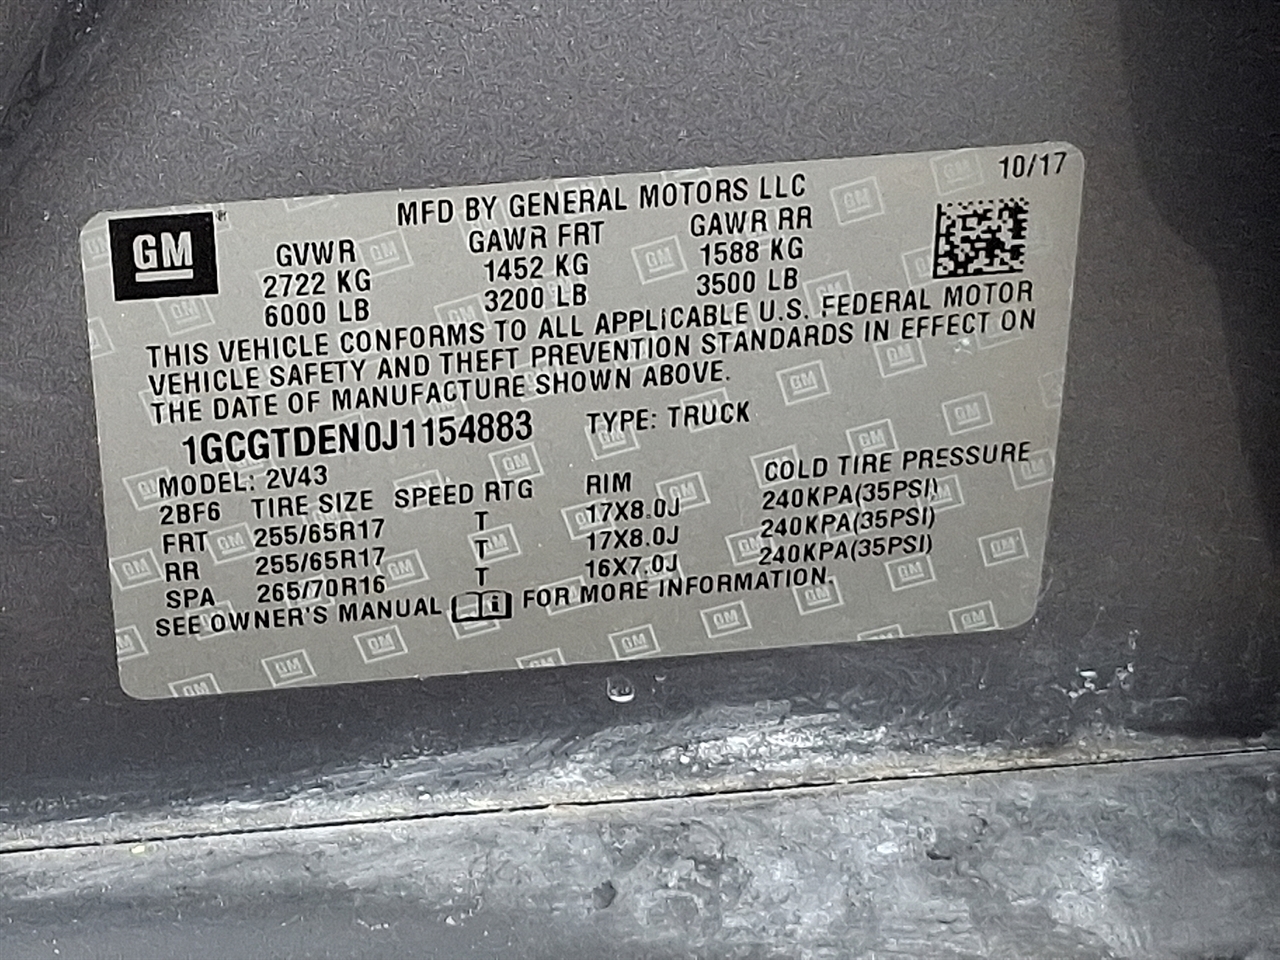 10/17
MFD BY GENERAL MOTORS LLC
GM
GVWR GAWR FRT GAWR RR
2722 KG 1452 KG 1588 KG
6000 LB 3200 LB 3500 LB
THIS VEHICLE CONFORMS TO ALL APPLICABLE U.S. FEDERAL MOTOR
VEHICLE SAFETY AND THEFT PREVENTION STANDARDS IN EFFECT ON
THE DATE OF MANUFACTURE SHOWN ABOVE.
1GCGTDEN0J1154883 TYPE: TRUCK
MODEL: 2V43
2BF6 TIRE SIZE SPEED RTG RIM COLD TIRE PRESSURE
FRT 255/65R17 T 17X8.0J 240KPA(35PSI)
RR 255/65R17 T 17X8.0J 240KPA(35PSI)
SPA 265/70R16 T 16X7.0J 240KPA(35PSI)
SEE OWNER'S MANUAL FOR MORE INFORMATION.